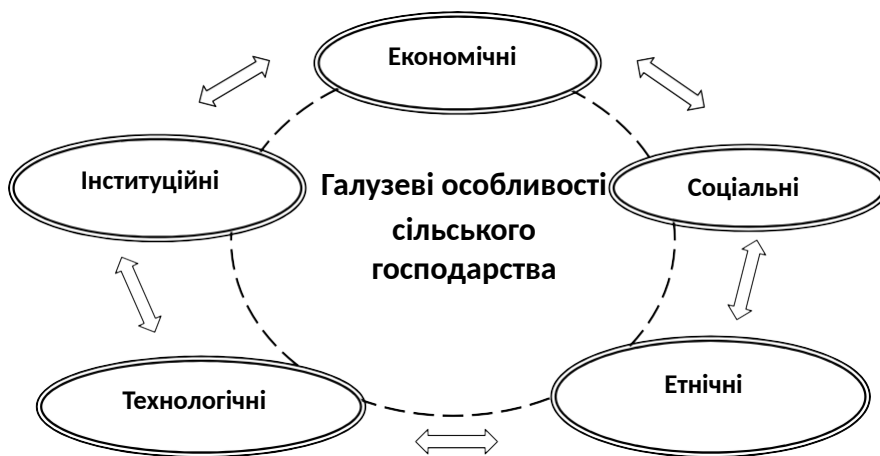 Економічні
Інституційні
Соціальні
Галузеві особливості
сільського
господарства
Технологічні
Етнічні